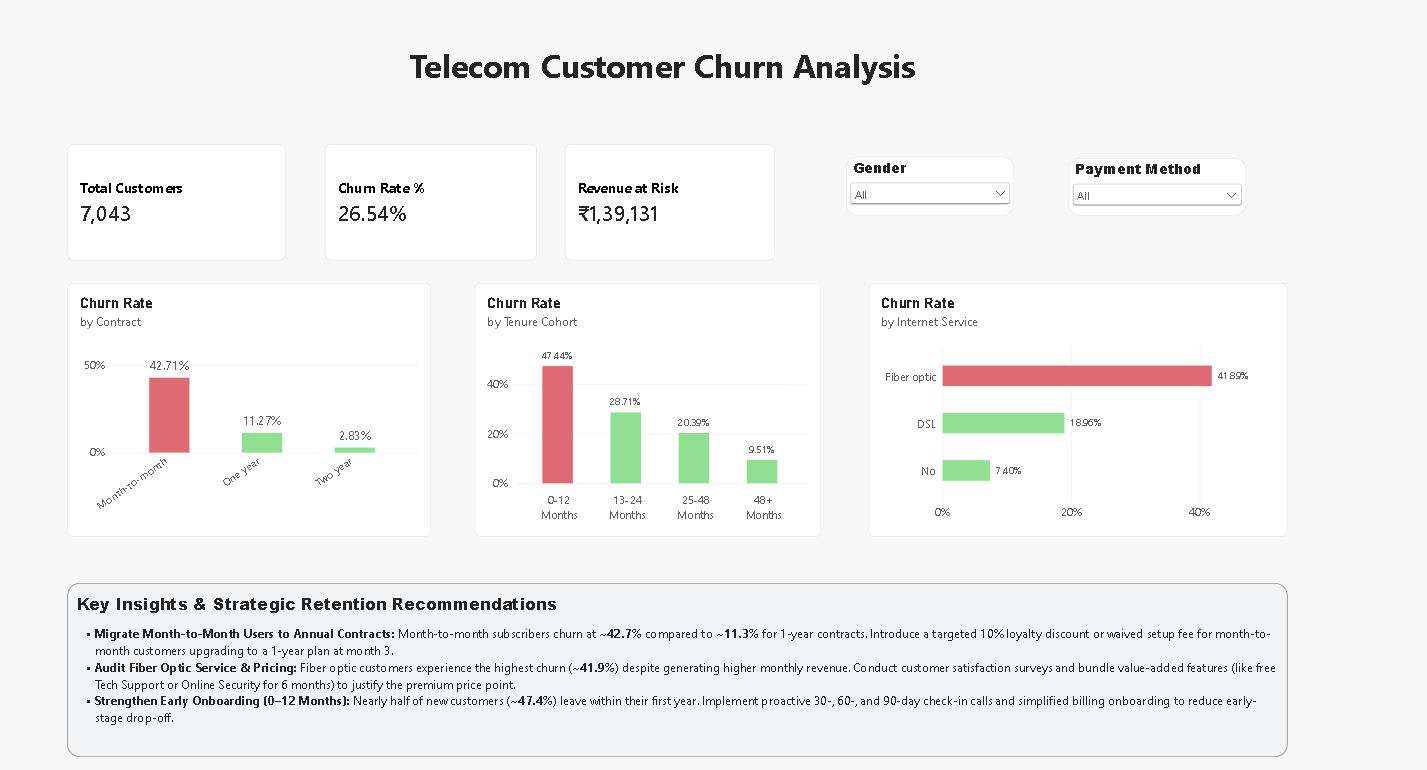 Telecom Customer Churn Analysis
Total Customers
7,043
Churn Rate %
26.54%
Revenue at Risk
₹1,39,131
Gender
All
Payment Method
All
Churn Rate
by Contract
50%
0%
42.71%
11.27%
2.83%
Month-to-month
One year
Two year
Churn Rate
by Tenure Cohort
40%
20%
0%
47.44%
28.71%
20.39%
9.51%
0-12
Months
13-24
Months
25-48
Months
48+
Months
Churn Rate
by Internet Service
Fiber optic
41.89%
DSL
18.96%
No
7.40%
0%
20%
40%
Key Insights & Strategic Retention Recommendations
• Migrate Month-to-Month Users to Annual Contracts: Month-to-month subscribers churn at ~42.7% compared to ~11.3% for 1-year contracts. Introduce a targeted 10% loyalty discount or waived setup fee for month-to-
month customers upgrading to a 1-year plan at month 3.
• Audit Fiber Optic Service & Pricing: Fiber optic customers experience the highest churn (~41.9%) despite generating higher monthly revenue. Conduct customer satisfaction surveys and bundle value-added features (like free
Tech Support or Online Security for 6 months) to justify the premium price point.
• Strengthen Early Onboarding (0–12 Months): Nearly half of new customers (~47.4%) leave within their first year. Implement proactive 30-, 60-, and 90-day check-in calls and simplified billing onboarding to reduce early-
stage drop-off.